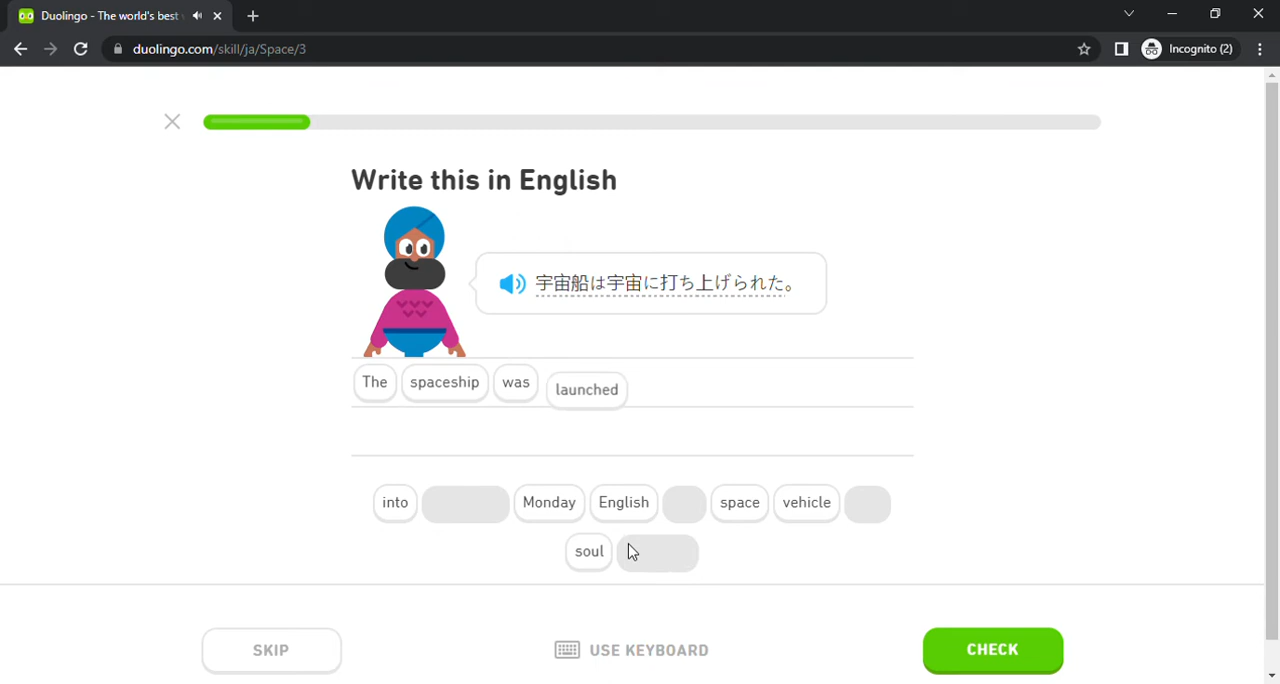 Duolingo - The world's best
duolingo.com/skill/ja/Space/3
Incognito (2)
Write this in English
宇宙船は宇宙に打ち上げられた。
The spaceship was launched
into Monday English space vehicle
soul
SKIP
USE KEYBOARD
CHECK